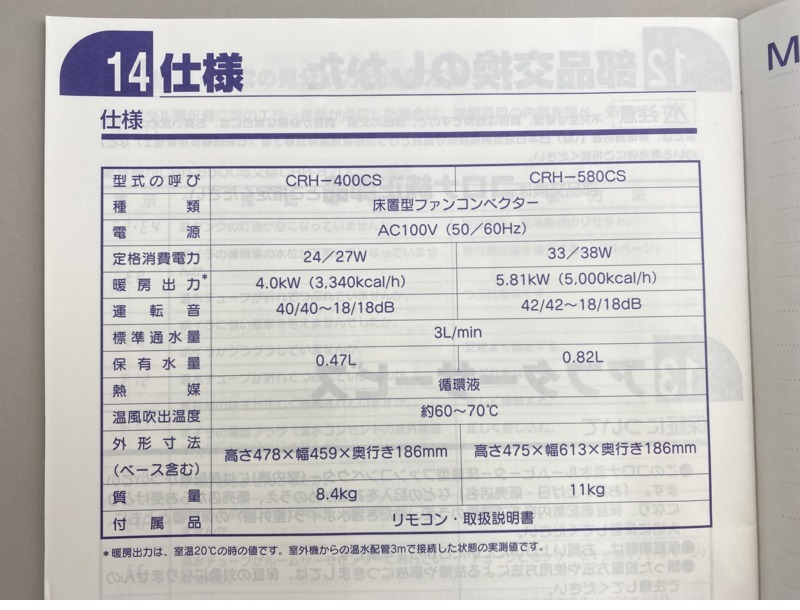 14 仕様
仕様
型式の呼び CRH－400CS CRH－580CS
種類 床置型ファンコンベクター
電源 AC100V（50／60Hz）
定格消費電力 24／27W 33／38W
暖房出力* 4.0kW（3,340kcal/h） 5.81kW（5,000kcal/h）
運転音 40/40～18/18dB 42/42～18/18dB
標準通水量 3L/min
保有水量 0.47L 0.82L
熱媒 循環液
温風吹出温度 約60～70℃
外形寸法
（ベース含む） 高さ478×幅459×奥行き186mm 高さ475×幅613×奥行き186mm
質量 8.4kg 11kg
付属品 リモコン・取扱説明書
＊暖房出力は、室温20℃の時の値です。室外機からの温水配管3mで接続した状態の実測値です。
M